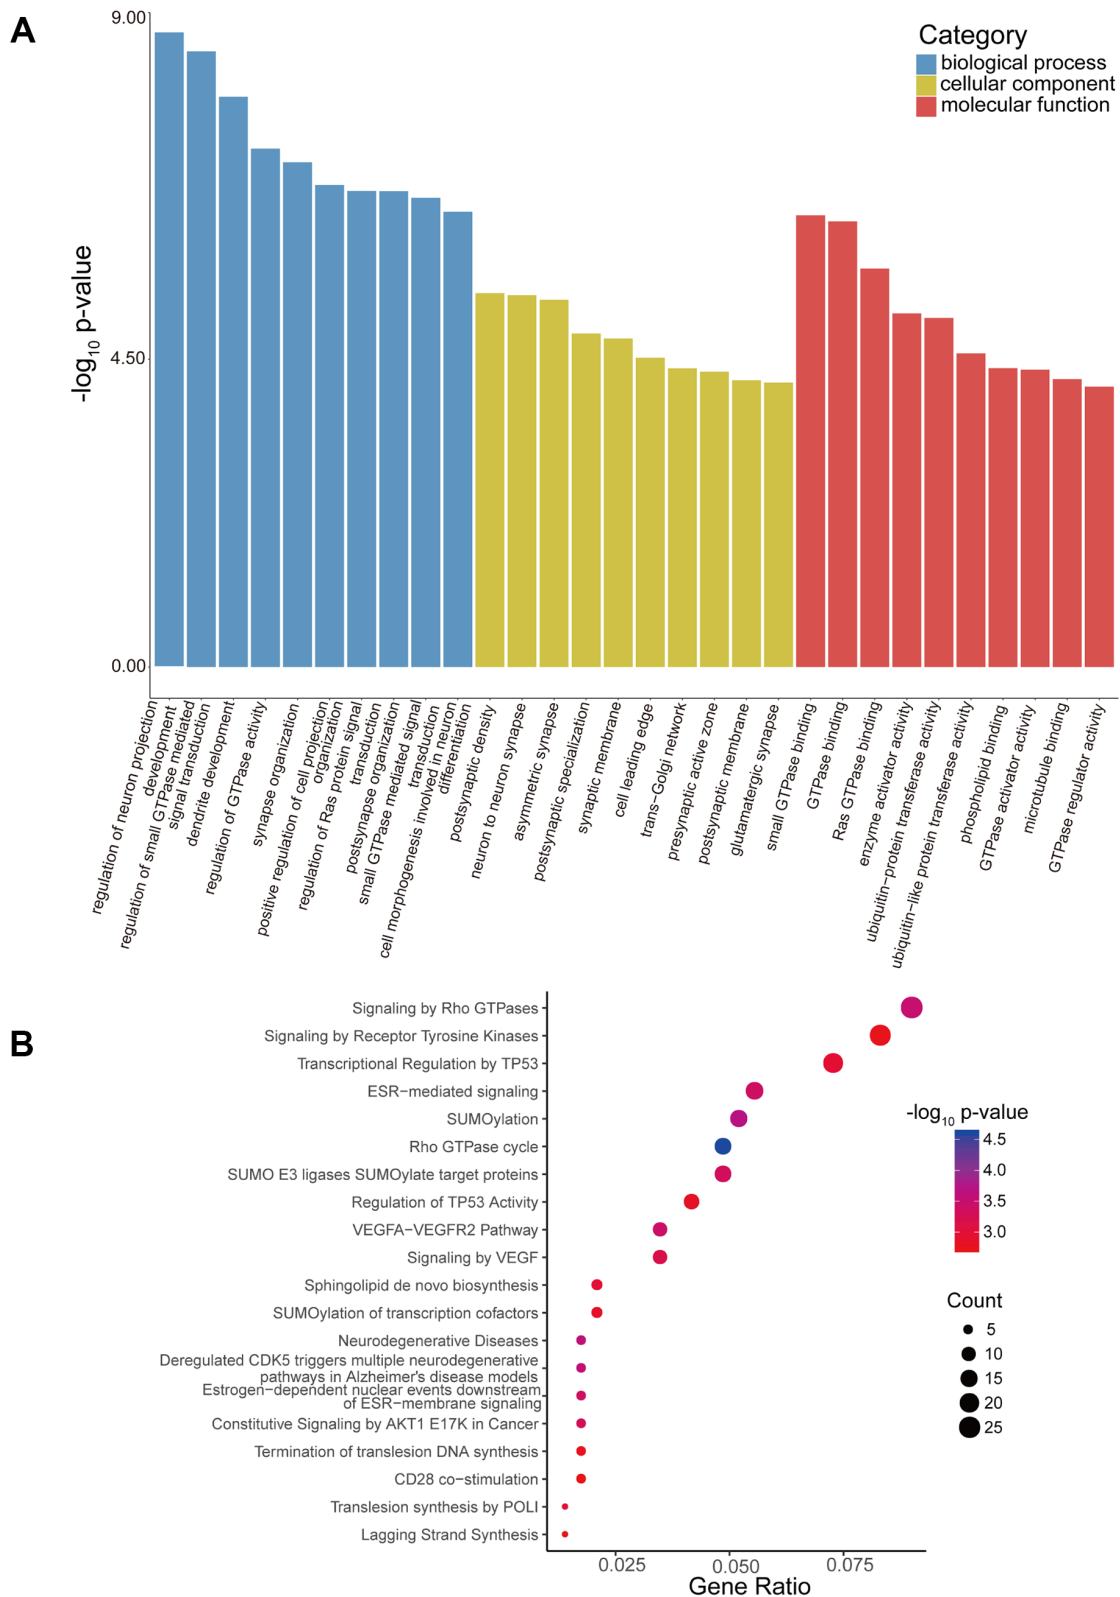 A
9.00
4.50
0.00
-log10 p-value
Category
biological process
cellular component
molecular function
regulation of neuron projection
development
regulation of small GTPase mediated
signal transduction
dendrite development
regulation of GTPase activity
synapse organization
positive regulation of cell projection
organization
regulation of Ras protein signal
transduction
postsynapse organization
small GTPase mediated signal
transduction
cell morphogenesis involved in neuron
differentiation
postsynaptic density
neuron to neuron synapse
asymmetric synapse
postsynaptic specialization
synaptic membrane
cell leading edge
trans−Golgi network
presynaptic active zone
postsynaptic membrane
glutamatergic synapse
small GTPase binding
GTPase binding
Ras GTPase binding
enzyme activator activity
ubiquitin−protein transferase activity
ubiquitin−like protein transferase activity
phospholipid binding
GTPase activator activity
microtubule binding
GTPase regulator activity
B
Signaling by Rho GTPases
Signaling by Receptor Tyrosine Kinases
Transcriptional Regulation by TP53
ESR−mediated signaling
SUMOylation
Rho GTPase cycle
SUMO E3 ligases SUMOylate target proteins
Regulation of TP53 Activity
VEGFA−VEGFR2 Pathway
Signaling by VEGF
Sphingolipid de novo biosynthesis
SUMOylation of transcription cofactors
Neurodegenerative Diseases
Deregulated CDK5 triggers multiple neurodegenerative
pathways in Alzheimer's disease models
Estrogen−dependent nuclear events downstream
of ESR−membrane signaling
Constitutive Signaling by AKT1 E17K in Cancer
Termination of translesion DNA synthesis
CD28 co−stimulation
Translesion synthesis by POLI
Lagging Strand Synthesis
0.025
0.050
0.075
Gene Ratio
-log10 p-value
4.5
4.0
3.5
3.0
Count
5
10
15
20
25